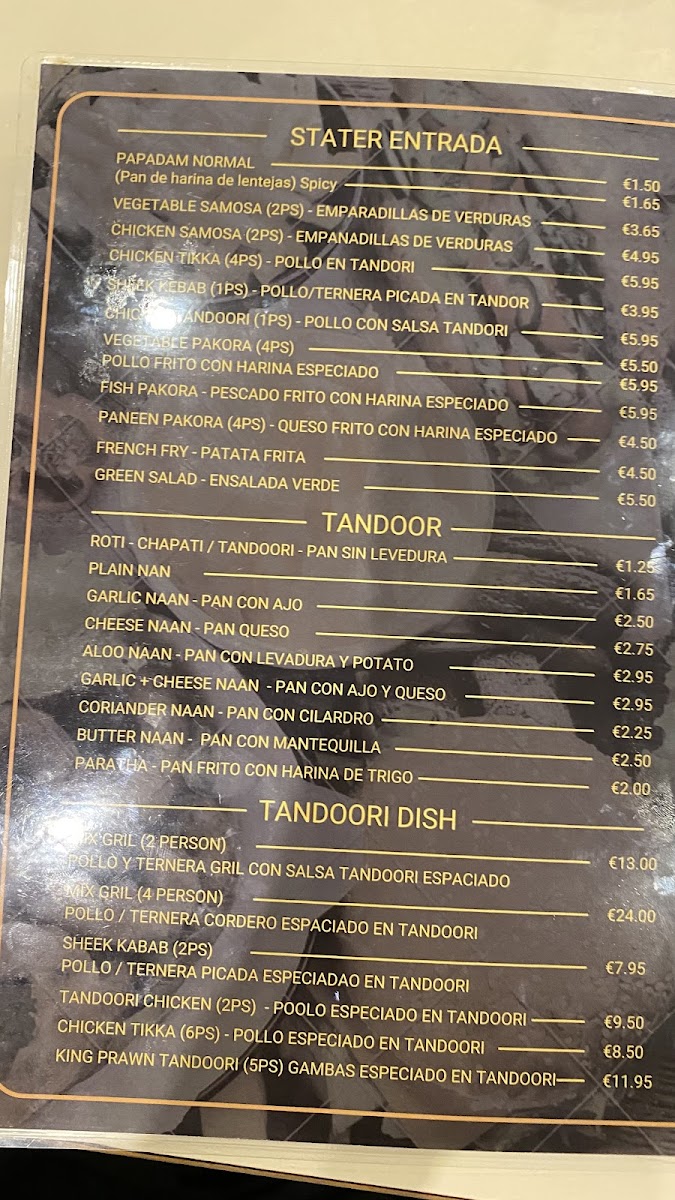 STATER ENTRADA
PAPADAM NORMAL €1.50
(Pan de harina de lentejas) Spicy €1.65
VEGETABLE SAMOSA (2PS) - EMPARADILLAS DE VERDURAS €3.65
CHICKEN SAMOSA (2PS) - EMPANADILLAS DE VERDURAS €4.95
CHICKEN TIKKA (4PS) - POLLO EN TANDORI €5.95
SHEEK KEBAB (1PS) - POLLO/TERNERA PICADA EN TANDOR €3.95
CHICKEN TANDOORI (1PS) - POLLO CON SALSA TANDORI €5.95
VEGETABLE PAKORA (4PS) €5.50
POLLO FRITO CON HARINA ESPECIADO €5.95
FISH PAKORA - PESCADO FRITO CON HARINA ESPECIADO €5.95
PANEEN PAKORA (4PS) - QUESO FRITO CON HARINA ESPECIADO €4.50
FRENCH FRY - PATATA FRITA €4.50
GREEN SALAD - ENSALADA VERDE €5.50
TANDOOR
ROTI - CHAPATI / TANDOORI - PAN SIN LEVEDURA €1.25
PLAIN NAN €1.65
GARLIC NAAN - PAN CON AJO €2.50
CHEESE NAAN - PAN QUESO €2.75
ALOO NAAN - PAN CON LEVADURA Y POTATO €2.95
GARLIC + CHEESE NAAN - PAN CON AJO Y QUESO €2.95
CORIANDER NAAN - PAN CON CILARDRO €2.25
BUTTER NAAN - PAN CON MANTEQUILLA €2.50
PARATHA - PAN FRITO CON HARINA DE TRIGO €2.00
TANDOORI DISH
MIX GRIL (2 PERSON) €13.00
POLLO Y TERNERA GRIL CON SALSA TANDOORI ESPACIADO
MIX GRIL (4 PERSON) €24.00
POLLO / TERNERA CORDERO ESPACIADO EN TANDOORI
SHEEK KABAB (2PS) €7.95
POLLO / TERNERA PICADA ESPECIADAO EN TANDOORI
TANDOORI CHICKEN (2PS) - POOLO ESPECIADO EN TANDOORI €9.50
CHICKEN TIKKA (6PS) - POLLO ESPECIADO EN TANDOORI €8.50
KING PRAWN TANDOORI (5PS) GAMBAS ESPECIADO EN TANDOORI €11.95